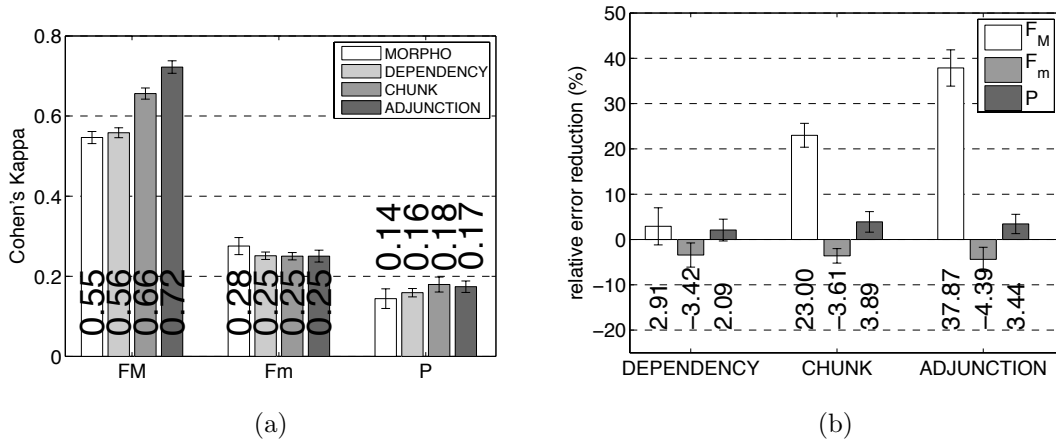 0.8
0.6
0.4
0.2
0
Cohen's Kappa
MORPHO
DEPENDENCY
CHUNK
ADJUNCTION
0.55
0.56
0.66
0.72
0.28
0.25
0.25
0.25
0.14
0.16
0.18
0.17
FM
Fm
P
(a)
50
40
30
20
10
0
−10
−20
relative error reduction (%)
F_M
F_m
P
2.91
−3.42
2.09
23.00
−3.61
3.89
37.87
−4.39
3.44
DEPENDENCY
CHUNK
ADJUNCTION
(b)